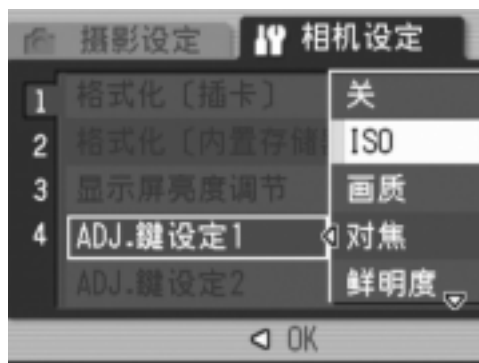 摄影设定 相机设定
1 格式化〔插卡〕 关
2 格式化〔内置存储 ISO
3 显示屏亮度调节 画质
4 ADJ.鍵设定1 对焦
ADJ.鍵设定2 鲜明度
OK